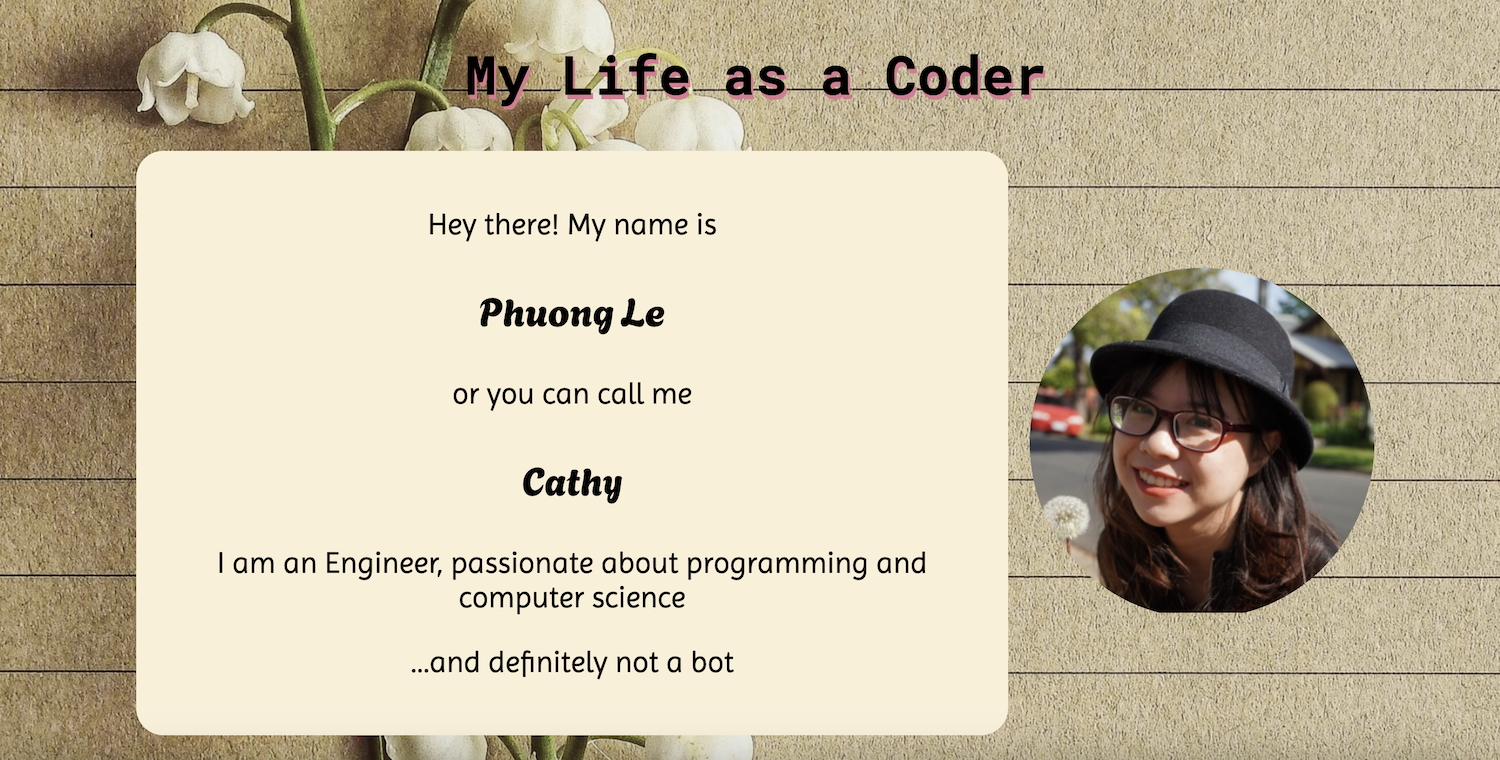 My Life as a Coder
Hey there! My name is
Phuong Le
or you can call me
Cathy
I am an Engineer, passionate about programming and
computer science
...and definitely not a bot